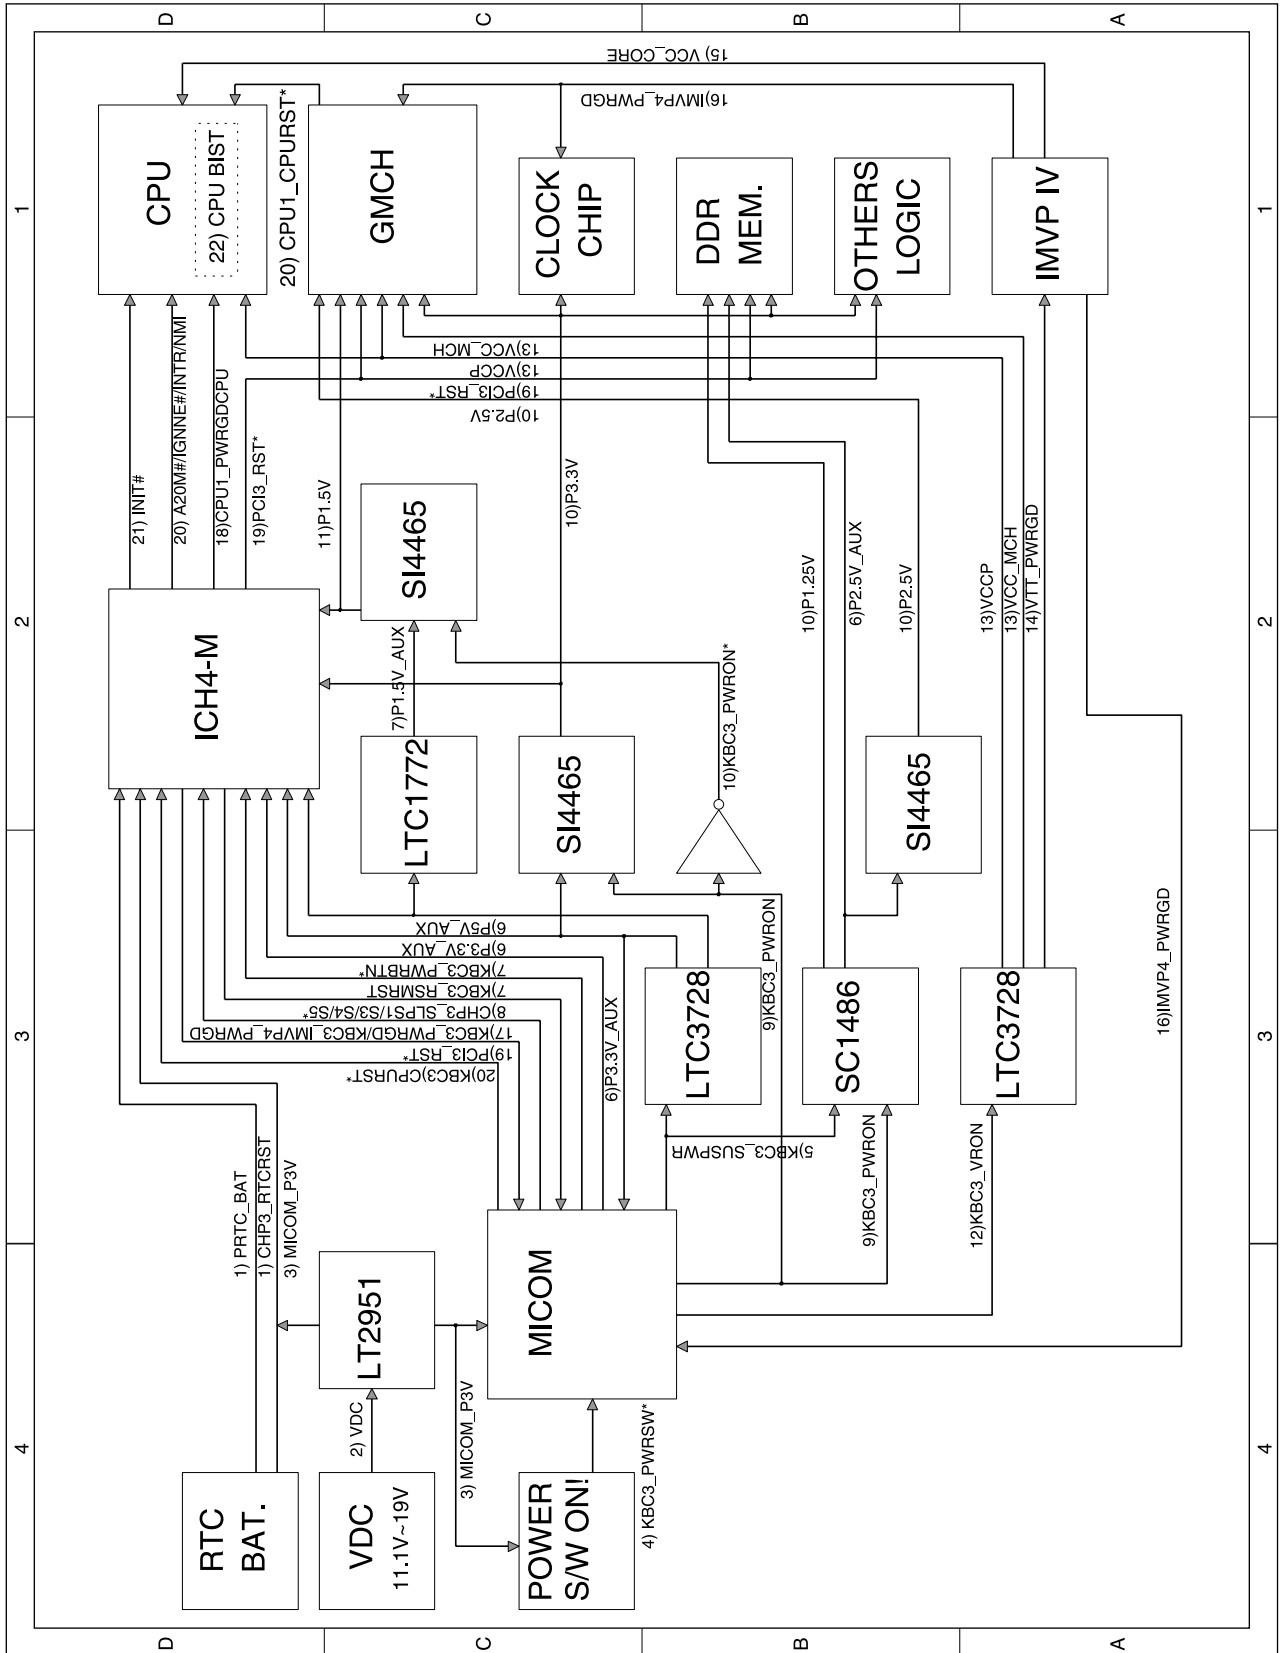 D
C
B
A
4
3
2
1
RTC
BAT.
VDC
11.1V~19V
POWER
S/W ON!
2) VDC
3) MICOM_P3V
4) KBC3_PWRSW*
LT2951
MICOM
1) PRTC_BAT
1) CHP3_RTCRST
3) MICOM_P3V
20)KBC3(CPURST*
19)PCI3_RST*
17)KBC3_PWRGD/KBC3_IMVP4_PWRGD
8)CHP3_SLPS1/S3/S4/S5*
7)KBC3_RSMRST
7)KBC3_PWRBTN*
6)P3.3V_AUX
6)P5V_AUX
6)P3.3V_AUX
5)KBC3_SUSPWR
9)KBC3_PWRON
9)KBC3_PWRON
12)KBC3_VRON
16)IMVP4_PWRGD
LTC3728
SC1486
LTC3728
LTC1772
SI4465
SI4465
10)KBC3_PWRON*
7)P1.5V_AUX
ICH4-M
SI4465
10)P1.25V
6)P2.5V_AUX
10)P2.5V
13)VCCP
13)VCC_MCH
14)VTT_PWRGD
21) INIT#
20) A20M#/IGNNE#/INTR/NMI
18)CPU1_PWRGDCPU
19)PCI3_RST*
11)P1.5V
10)P3.3V
10)P2.5V
19)PCI3_RST*
13)VCCP
13)VCC_MCH
CPU
22) CPU BIST
20) CPU1_CPURST*
GMCH
CLOCK
CHIP
DDR
MEM.
OTHERS
LOGIC
IMVP IV
16)IMVP4_PWRGD
15) VCC_CORE
4
3
2
1
D
C
B
A